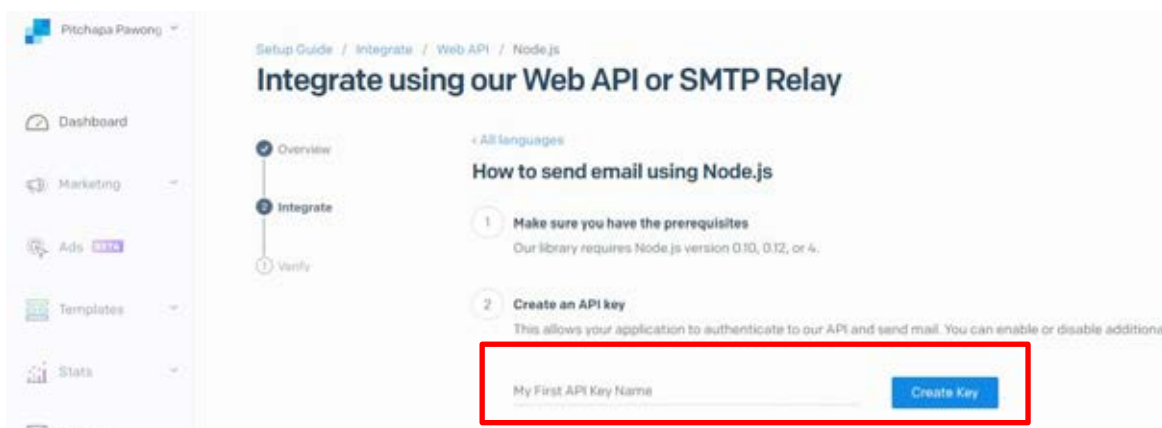 Pitchapa Pawong
Setup Guide / Integrate / Web API / Node.js
Integrate using our Web API or SMTP Relay
Dashboard
Marketing
Ads BETA
Templates
Stats
Overview
2 Integrate
Verify
‹ All languages
How to send email using Node.js
1 Make sure you have the prerequisites
Our library requires Node.js version 0.10, 0.12, or 4.
2 Create an API key
This allows your application to authenticate to our API and send mail. You can enable or disable additiona
My First API Key Name
Create Key